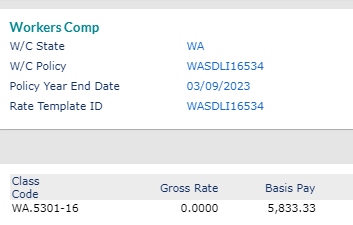 Workers Comp
W/C State WA
W/C Policy WASDLI16534
Policy Year End Date 03/09/2023
Rate Template ID WASDLI16534
Class
Code Gross Rate Basis Pay
WA.5301-16 0.0000 5,833.33